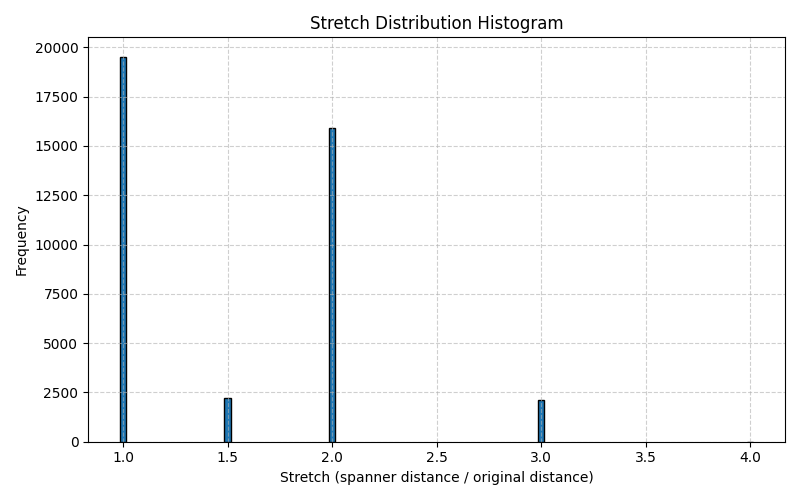 Stretch Distribution Histogram
20000
17500
15000
12500
10000
7500
5000
2500
0
Frequency
1.0 1.5 2.0 2.5 3.0 3.5 4.0
Stretch (spanner distance / original distance)